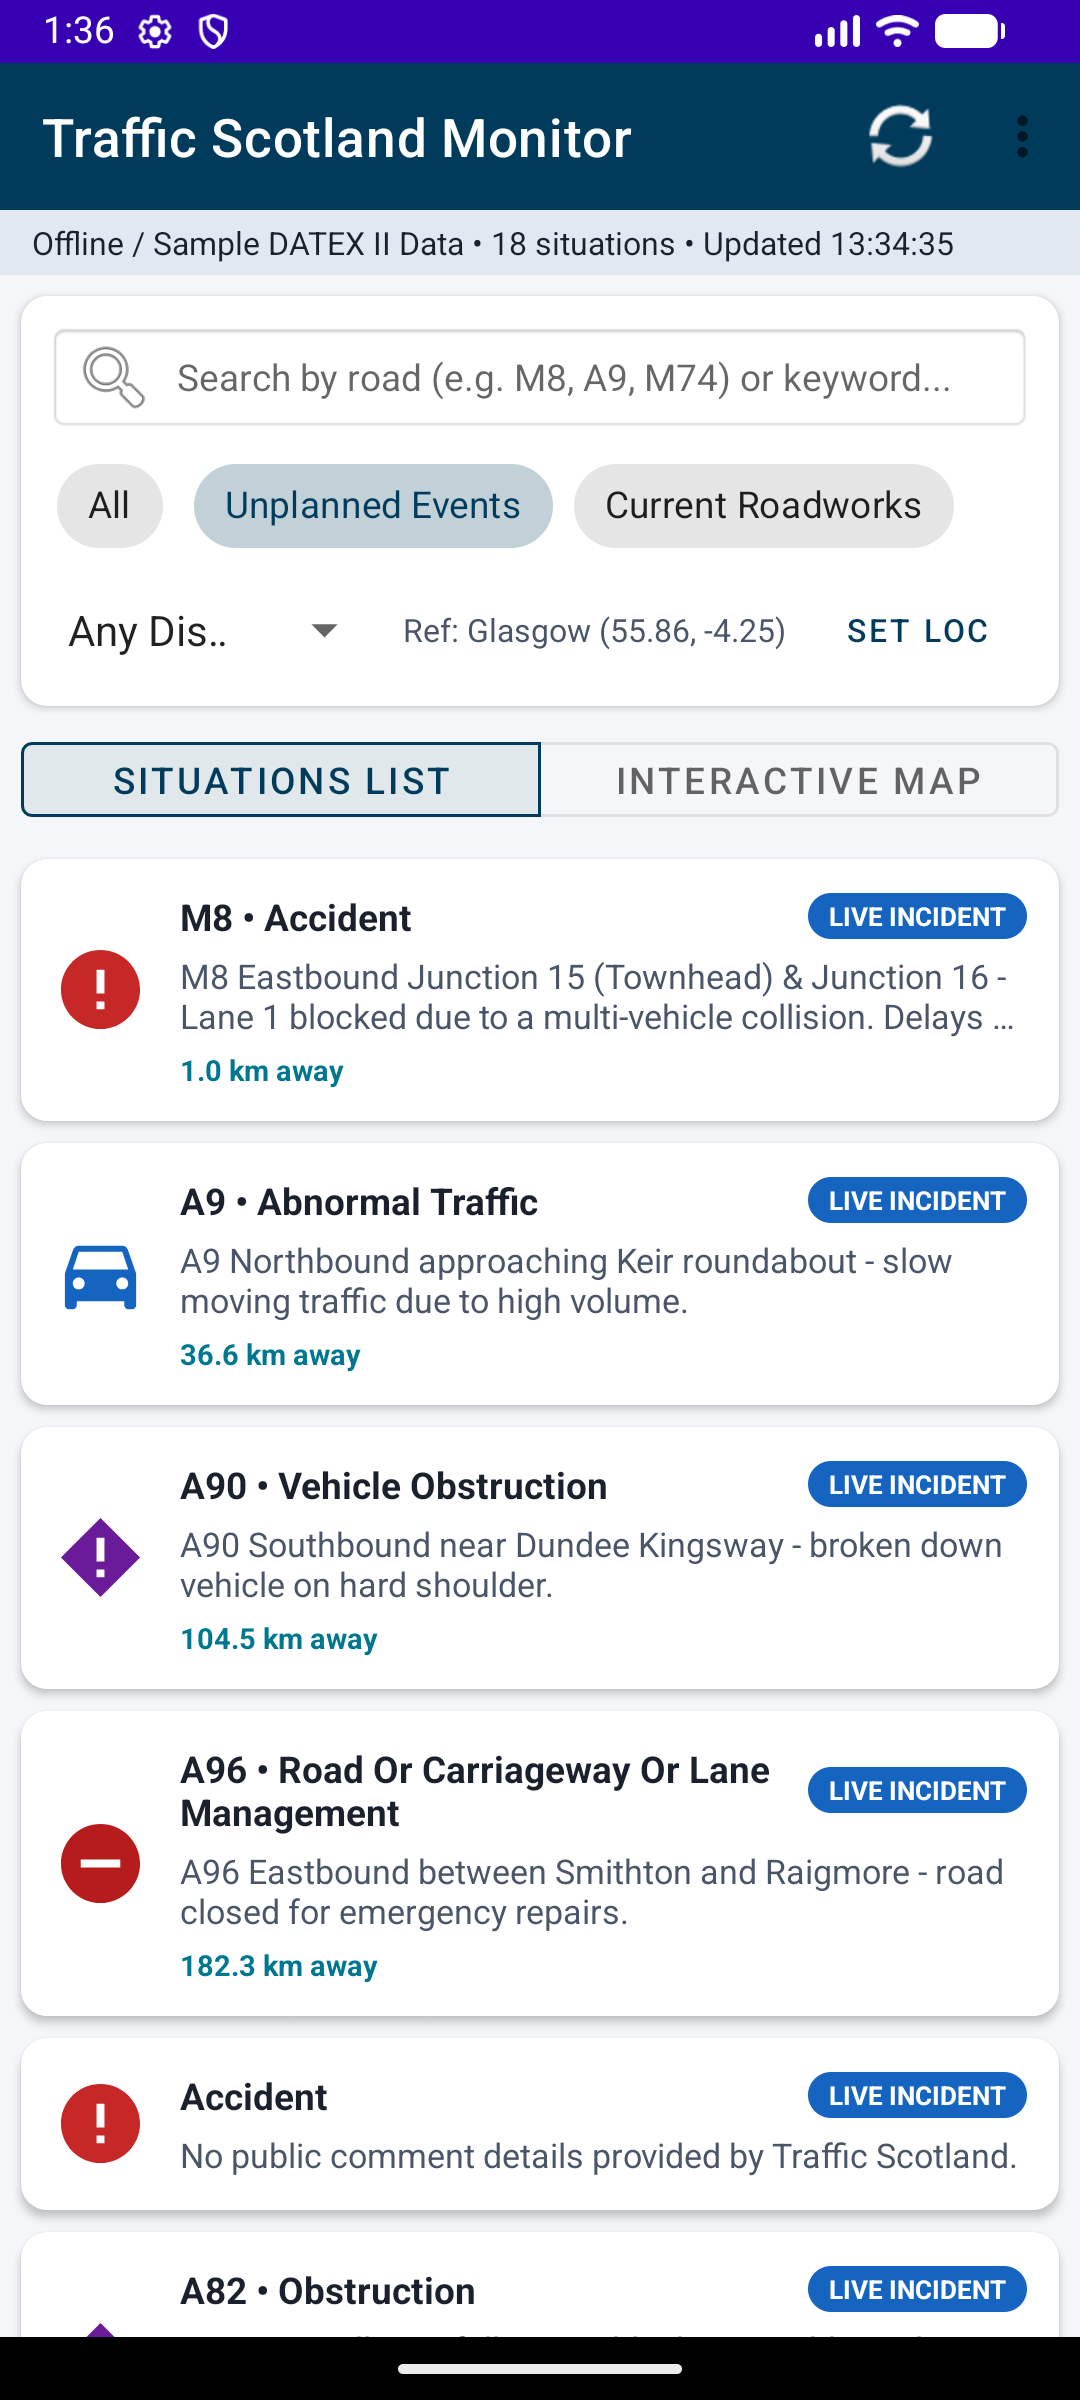 1:36
Traffic Scotland Monitor
Offline / Sample DATEX II Data • 18 situations • Updated 13:34:35
Search by road (e.g. M8, A9, M74) or keyword...
All
Unplanned Events
Current Roadworks
Any Dis..
Ref: Glasgow (55.86, -4.25)
SET LOC
SITUATIONS LIST
INTERACTIVE MAP
M8 • Accident
LIVE INCIDENT
M8 Eastbound Junction 15 (Townhead) & Junction 16 -
Lane 1 blocked due to a multi-vehicle collision. Delays ...
1.0 km away
A9 • Abnormal Traffic
LIVE INCIDENT
A9 Northbound approaching Keir roundabout - slow
moving traffic due to high volume.
36.6 km away
A90 • Vehicle Obstruction
LIVE INCIDENT
A90 Southbound near Dundee Kingsway - broken down
vehicle on hard shoulder.
104.5 km away
A96 • Road Or Carriageway Or Lane
Management
LIVE INCIDENT
A96 Eastbound between Smithton and Raigmore - road
closed for emergency repairs.
182.3 km away
Accident
LIVE INCIDENT
No public comment details provided by Traffic Scotland.
A82 • Obstruction
LIVE INCIDENT